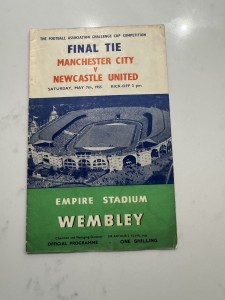 THE FOOTBALL ASSOCIATION CHALLENGE CUP COMPETITION
FINAL TIE
MANCHESTER CITY
V
NEWCASTLE UNITED
SATURDAY, MAY 7th, 1955 KICK-OFF 3 pm
EMPIRE STADIUM
WEMBLEY
OFFICIAL PROGRAMME ONE SHILLING